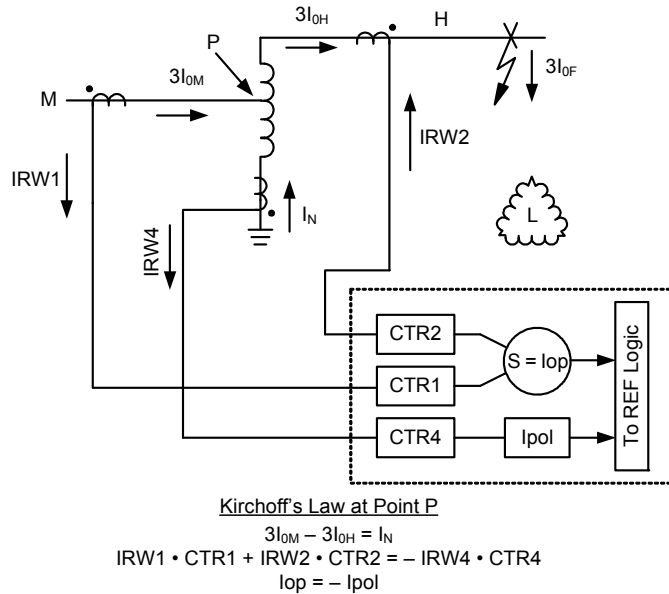 3I0H
H
P
3I0M
3I0F
M
IRW2
IRW1
IN
L
IRW4
CTR2
S = Iop
CTR1
CTR4
Ipol
To REF Logic
Kirchoff's Law at Point P
3I0M – 3I0H = IN
IRW1 • CTR1 + IRW2 • CTR2 = – IRW4 • CTR4
Iop = – Ipol